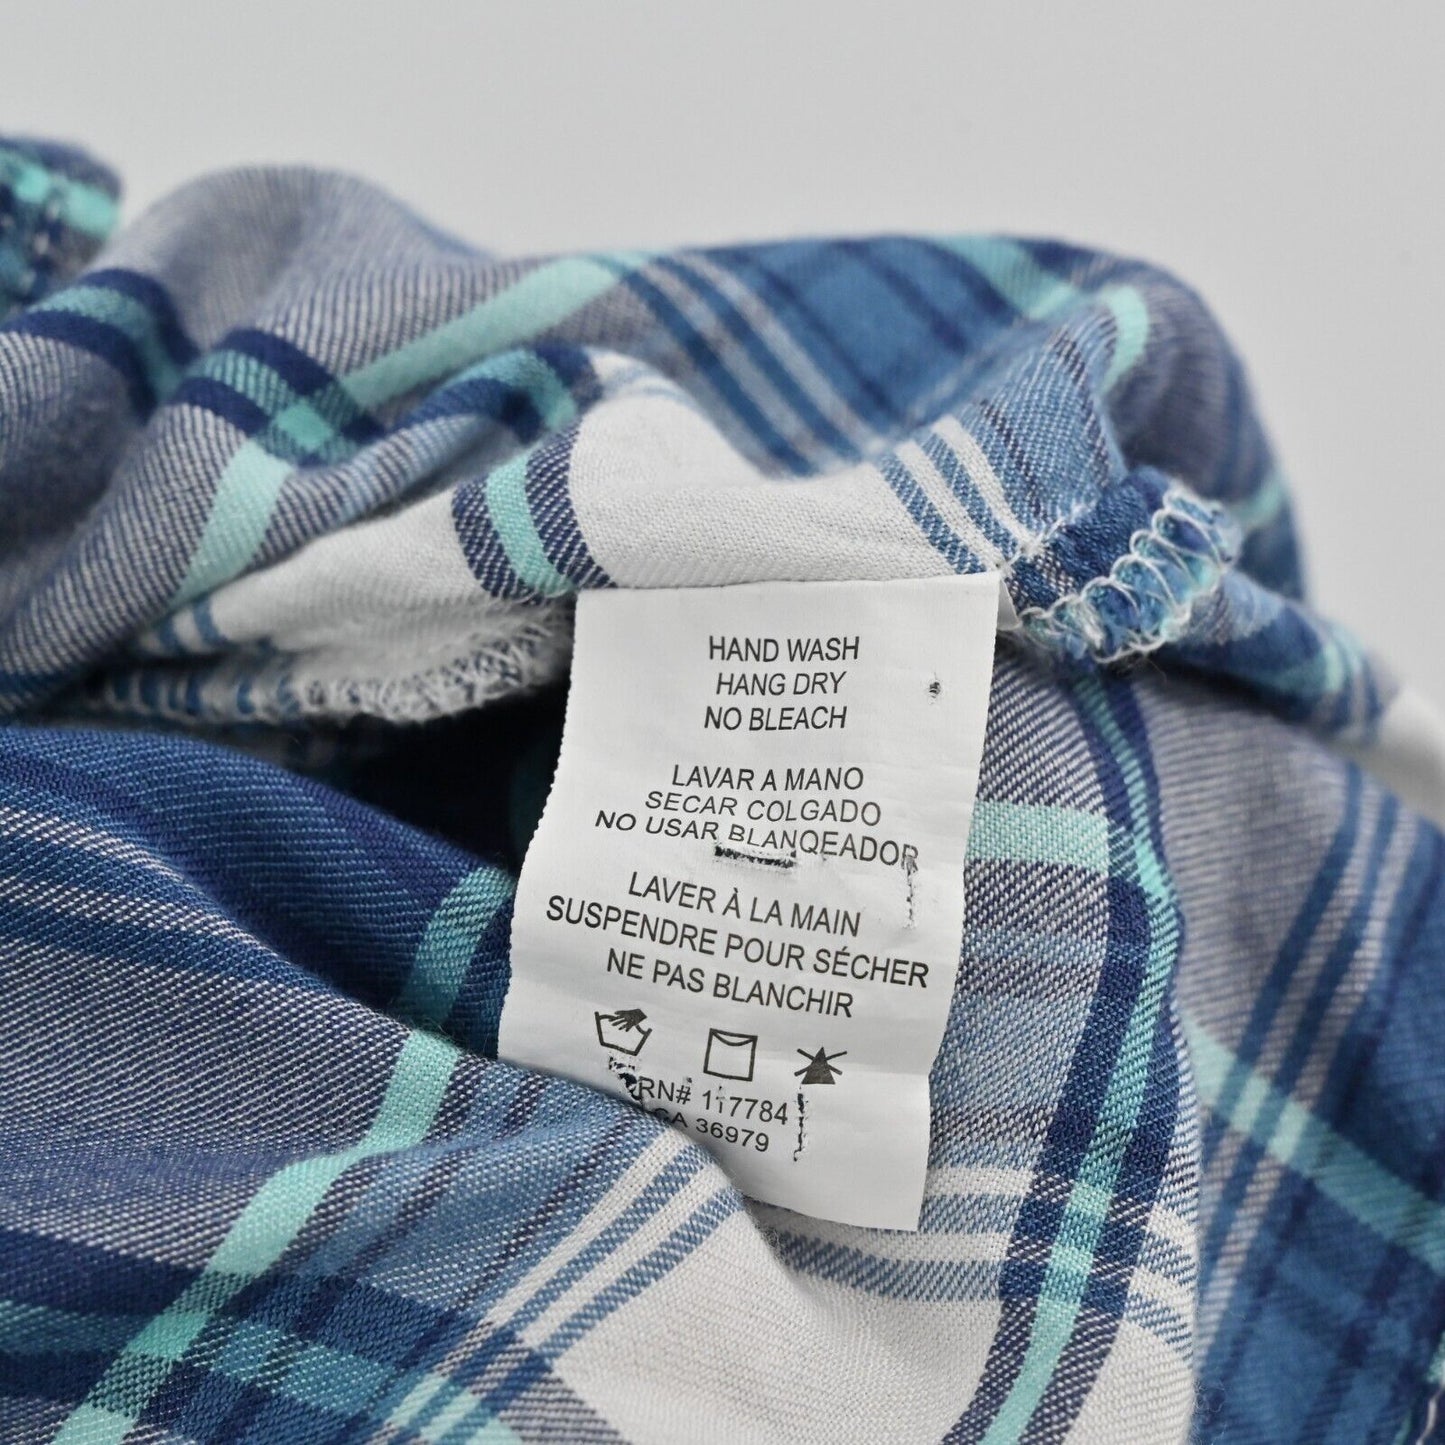 HAND WASH
HANG DRY
NO BLEACH
LAVAR A MANO
SECAR COLGADO
NO USAR BLANQEADOR
LAVER À LA MAIN
SUSPENDRE POUR SÉCHER
NE PAS BLANCHIR
RN# 117784
CA 36979